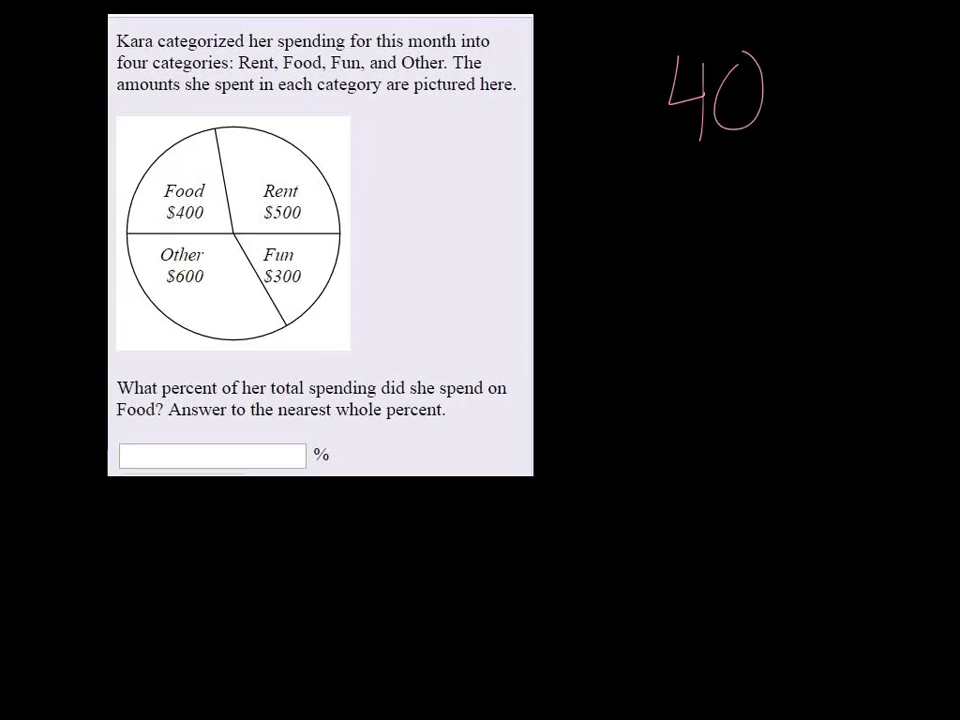 Kara categorized her spending for this month into
four categories: Rent, Food, Fun, and Other. The
amounts she spent in each category are pictured here.
40
Food
$400
Rent
$500
Other
$600
Fun
$300
What percent of her total spending did she spend on
Food? Answer to the nearest whole percent.
%